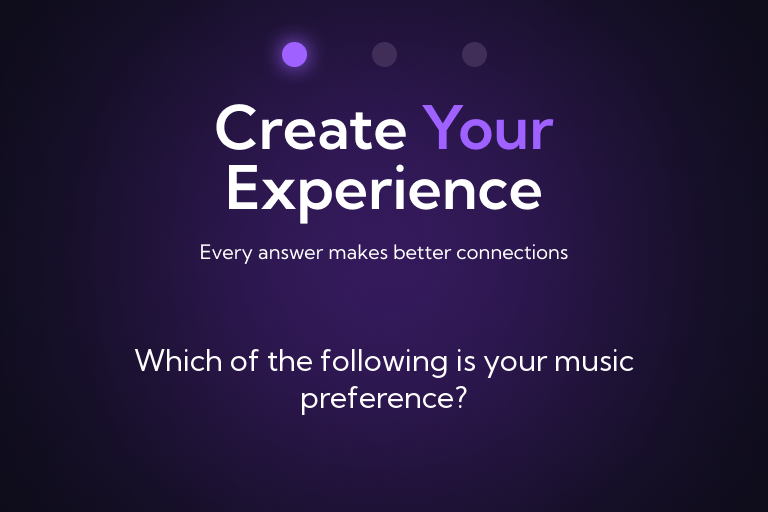 Create Your
Experience
Every answer makes better connections
Which of the following is your music
preference?